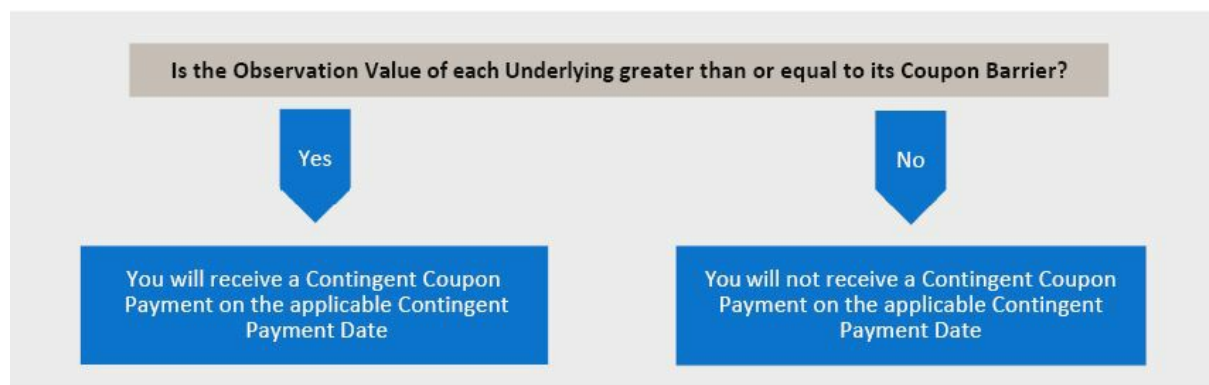 Is the Observation Value of each Underlying greater than or equal to its Coupon Barrier?
Yes
No
You will receive a Contingent Coupon
Payment on the applicable Contingent
Payment Date
You will not receive a Contingent Coupon
Payment on the applicable Contingent
Payment Date